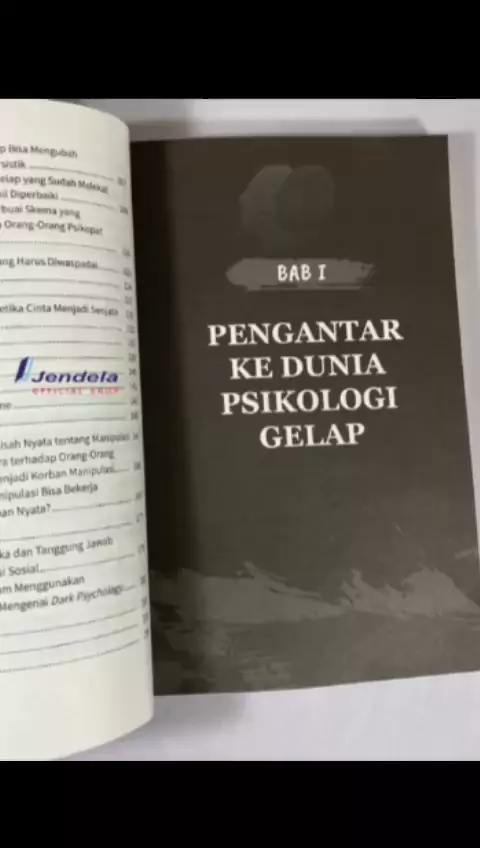 p Bisa Mengubah
sistik
elap yang Sudah Melekat
il Diperbaiki
buai Skema yang
Orang-Orang Psikopat
ang Harus Diwaspadai
etika Cinta Menjadi Senjata
Jendela
OFFICIAL SHOP
ne
isah Nyata tentang Manipulasi
ra terhadap Orang-Orang
enjadi Korban Manipulasi
nipulasi Bisa Bekerja
an Nyata?
ka dan Tanggung Jawab
i Sosial
am Menggunakan
Mengenai Dark Psychology
BAB I
PENGANTAR
KE DUNIA
PSIKOLOGI
GELAP